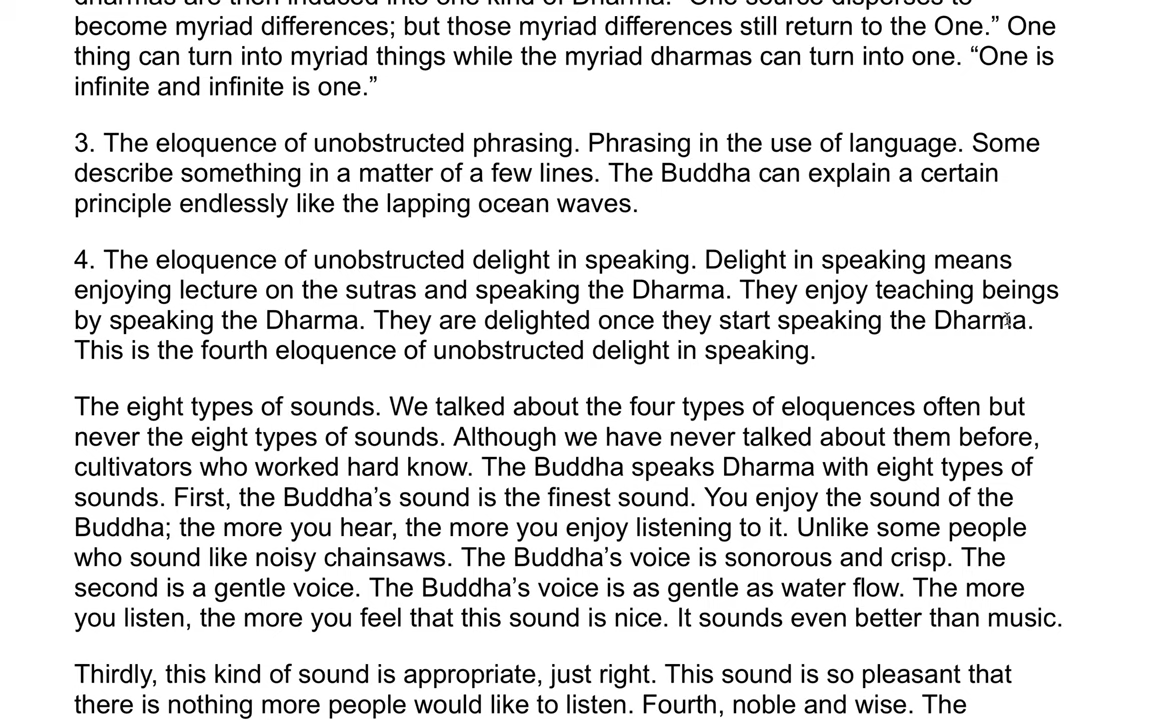 dharmas are then induced into one kind of Dharma. “One source disperses to
become myriad differences; but those myriad differences still return to the One.” One
thing can turn into myriad things while the myriad dharmas can turn into one. “One is
infinite and infinite is one.”
3. The eloquence of unobstructed phrasing. Phrasing in the use of language. Some
describe something in a matter of a few lines. The Buddha can explain a certain
principle endlessly like the lapping ocean waves.
4. The eloquence of unobstructed delight in speaking. Delight in speaking means
enjoying lecture on the sutras and speaking the Dharma. They enjoy teaching beings
by speaking the Dharma. They are delighted once they start speaking the Dharma.
This is the fourth eloquence of unobstructed delight in speaking.
The eight types of sounds. We talked about the four types of eloquences often but
never the eight types of sounds. Although we have never talked about them before,
cultivators who worked hard know. The Buddha speaks Dharma with eight types of
sounds. First, the Buddha’s sound is the finest sound. You enjoy the sound of the
Buddha; the more you hear, the more you enjoy listening to it. Unlike some people
who sound like noisy chainsaws. The Buddha’s voice is sonorous and crisp. The
second is a gentle voice. The Buddha’s voice is as gentle as water flow. The more
you listen, the more you feel that this sound is nice. It sounds even better than music.
Thirdly, this kind of sound is appropriate, just right. This sound is so pleasant that
there is nothing more people would like to listen. Fourth, noble and wise. The